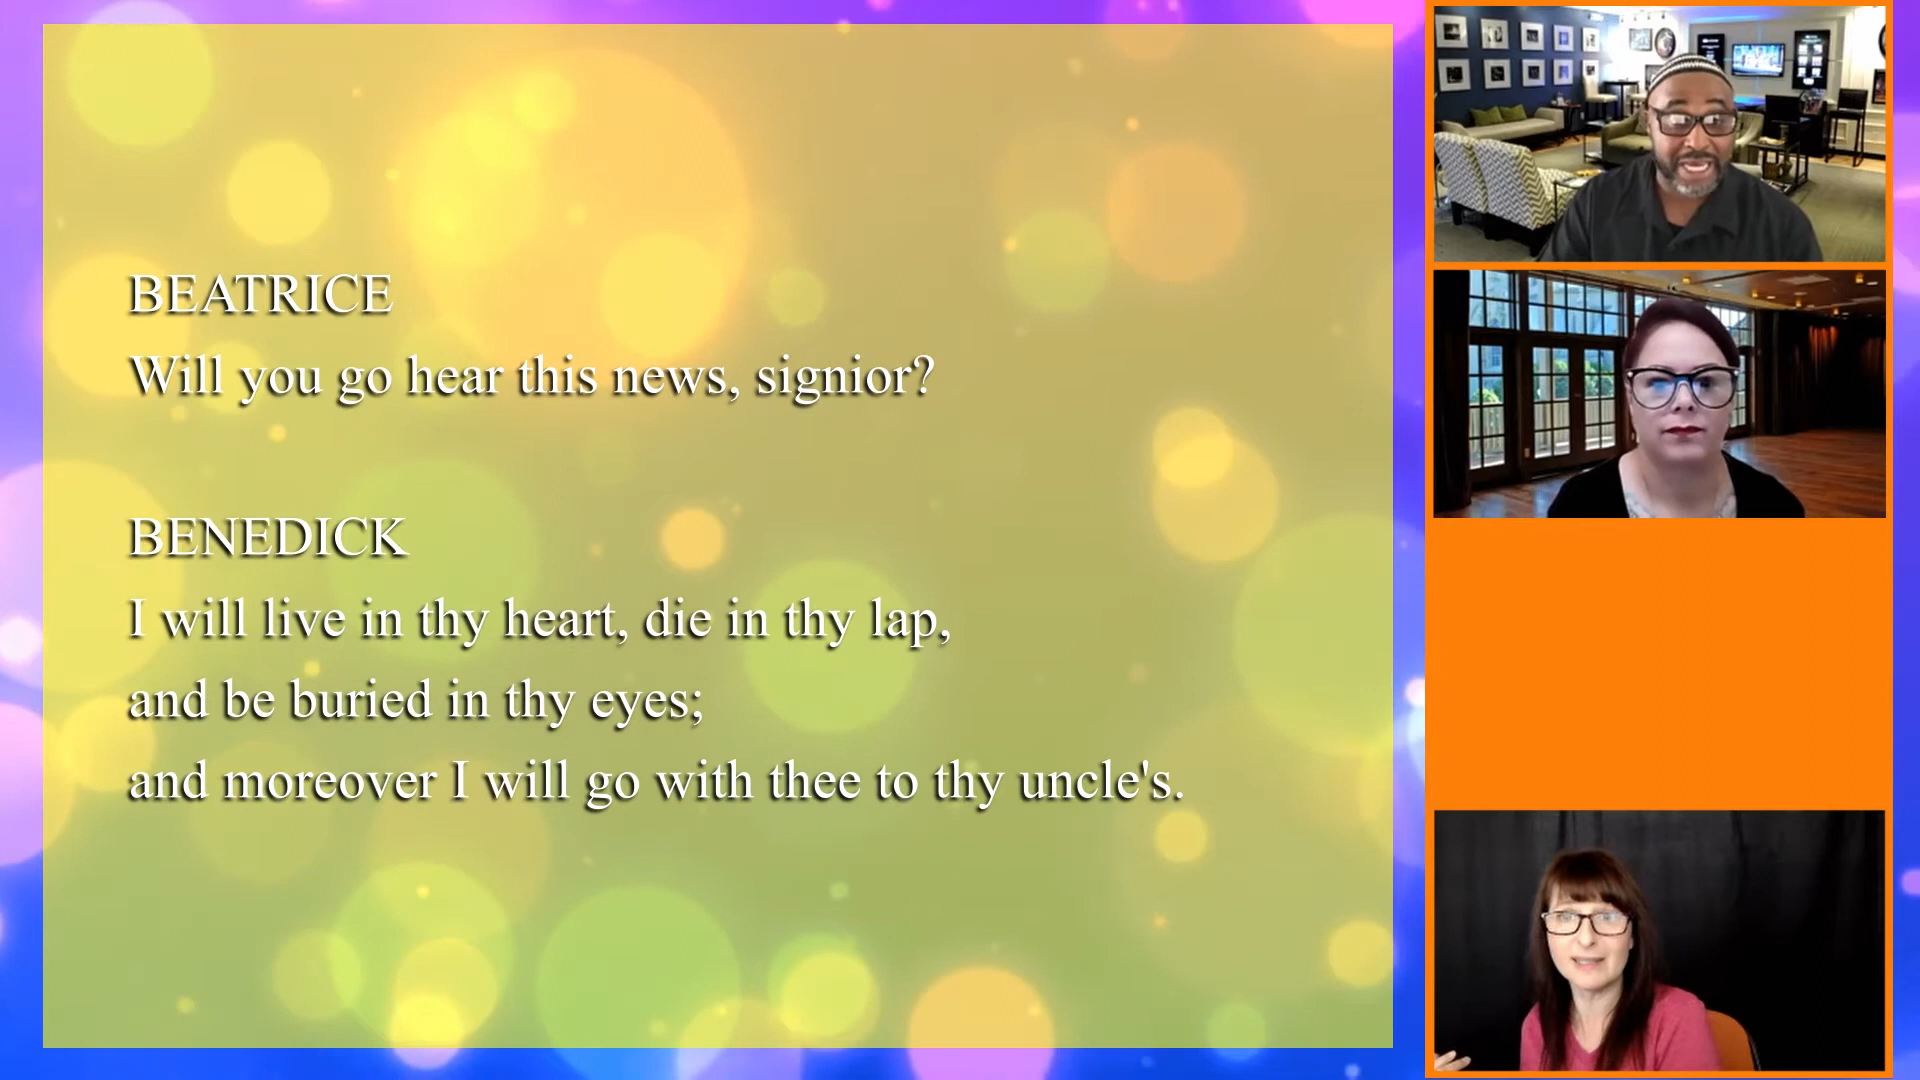 BEATRICE
Will you go hear this news, signior?
BENEDICK
I will live in thy heart, die in thy lap,
and be buried in thy eyes;
and moreover I will go with thee to thy uncle's.